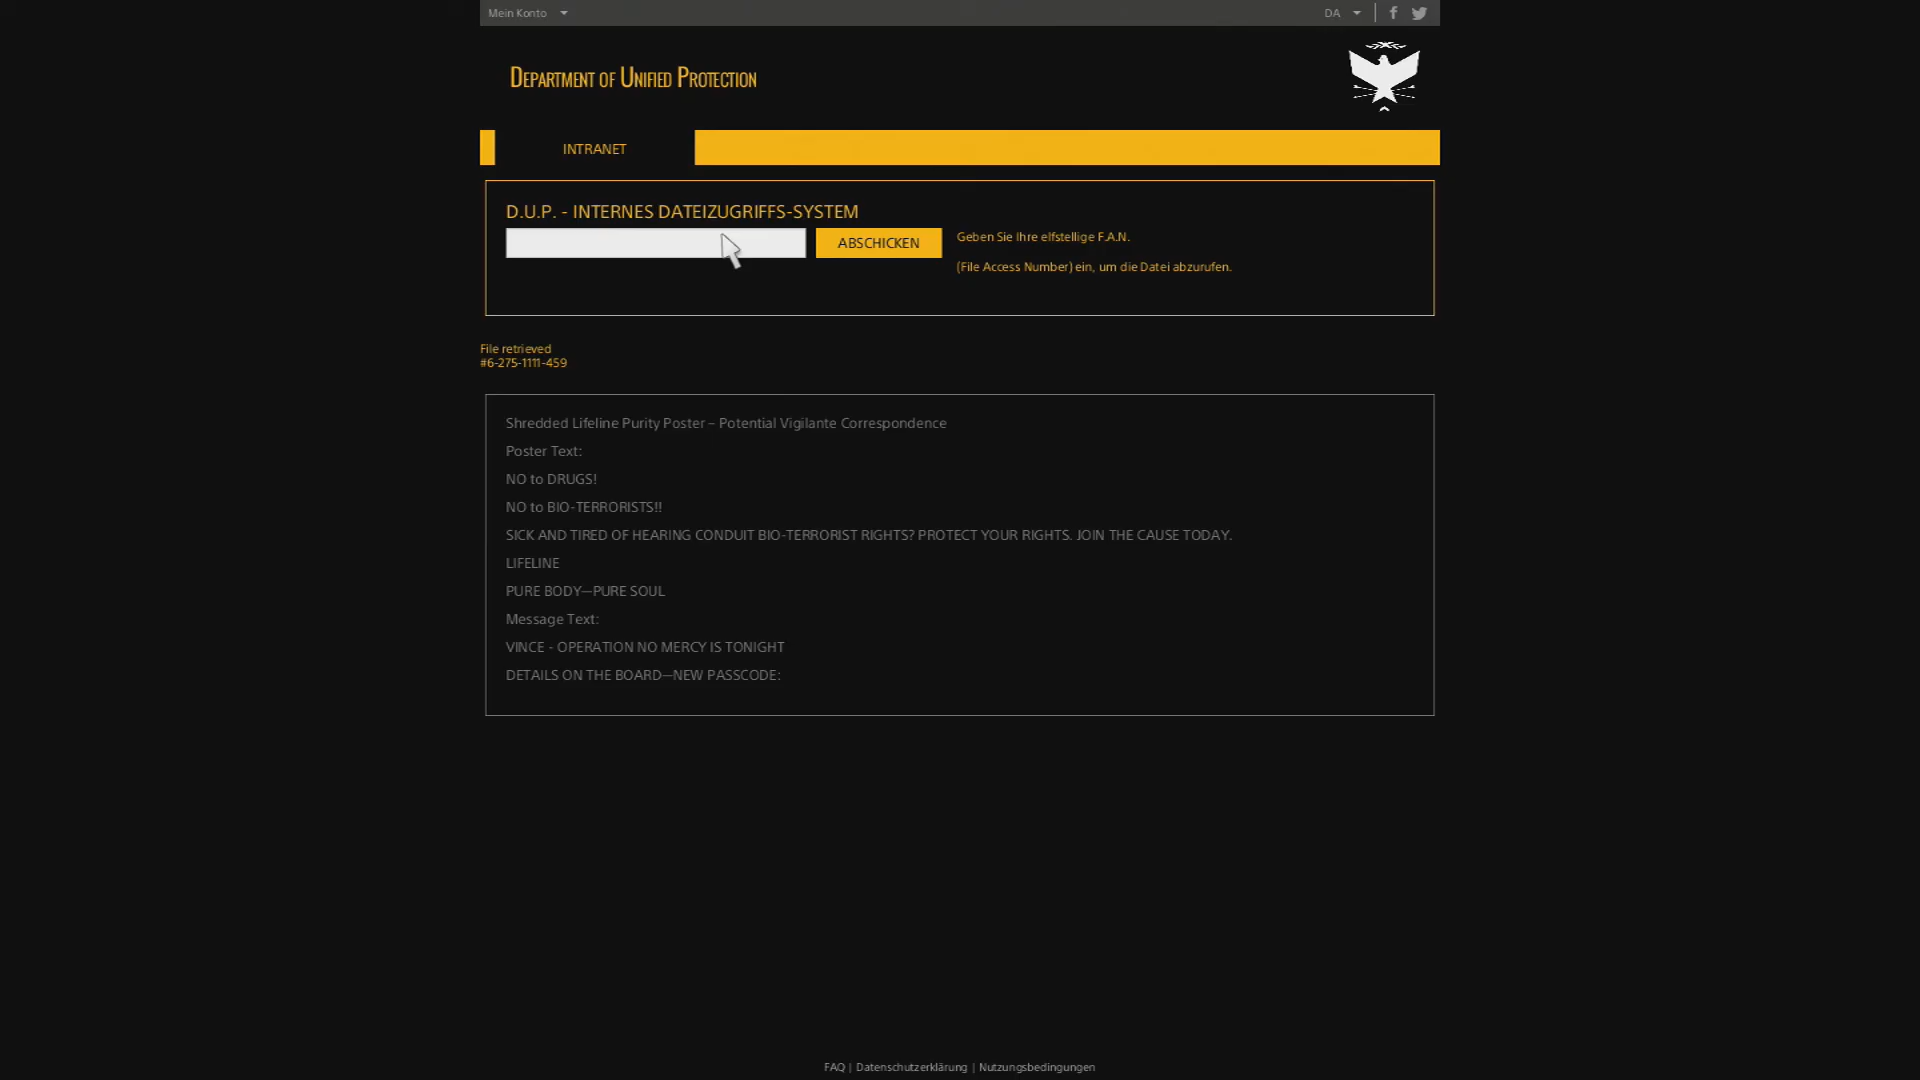 Mein Konto
DA
Department of Unified Protection
INTRANET
D.U.P. - INTERNES DATEIZUGRIFFS-SYSTEM
ABSCHICKEN
Geben Sie Ihre elfstellige F.A.N.
(File Access Number) ein, um die Datei abzurufen.
File retrieved
#6-275-1111-459
Shredded Lifeline Purity Poster – Potential Vigilante Correspondence
Poster Text:
NO to DRUGS!
NO to BIO-TERRORISTS!!
SICK AND TIRED OF HEARING CONDUIT BIO-TERRORIST RIGHTS? PROTECT YOUR RIGHTS. JOIN THE CAUSE TODAY.
LIFELINE
PURE BODY—PURE SOUL
Message Text:
VINCE - OPERATION NO MERCY IS TONIGHT
DETAILS ON THE BOARD—NEW PASSCODE:
FAQ | Datenschutzerklärung | Nutzungsbedingungen